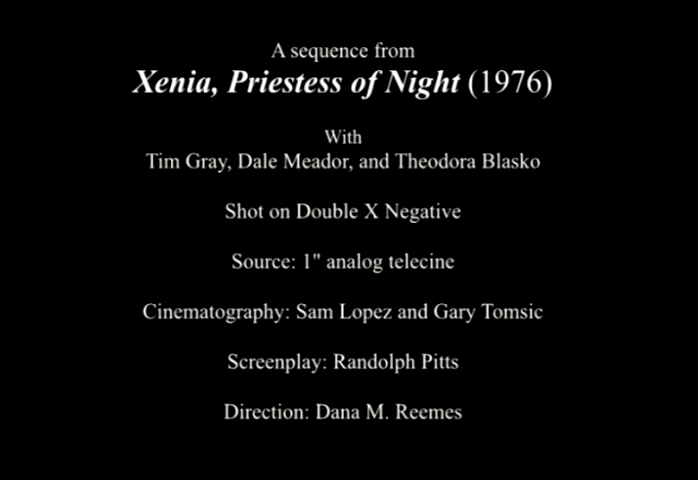 A sequence from
Xenia, Priestess of Night (1976)
With
Tim Gray, Dale Meador, and Theodora Blasko
Shot on Double X Negative
Source: 1" analog telecine
Cinematography: Sam Lopez and Gary Tomsic
Screenplay: Randolph Pitts
Direction: Dana M. Reemes